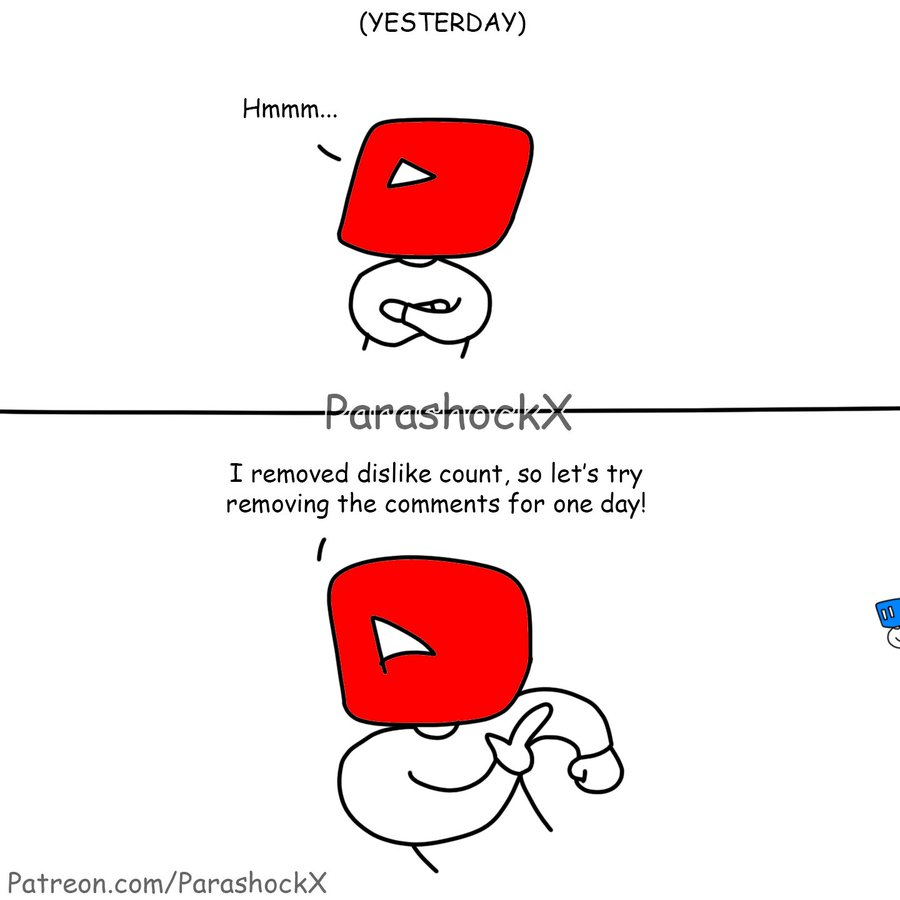 (YESTERDAY)
Hmmm...
ParashockX
I removed dislike count, so let's try
removing the comments for one day!
Patreon.com/ParashockX